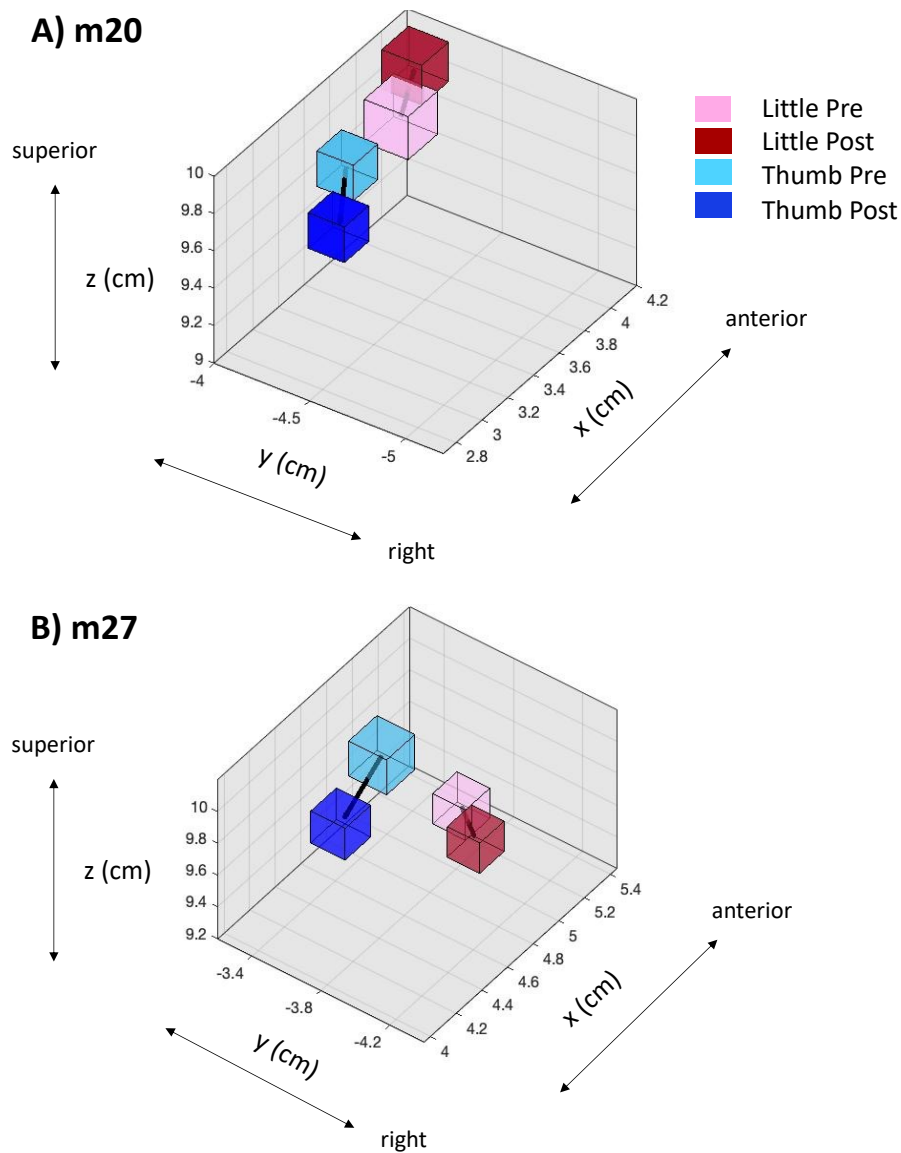 A) m20
Little Pre
Little Post
Thumb Pre
Thumb Post
superior
z (cm)
10
9.8
9.6
9.4
9.2
9
-4
-4.5
-5
y (cm)
right
2.8
3
3.2
3.4
3.6
3.8
4
4.2
x (cm)
anterior
B) m27
superior
z (cm)
10
9.8
9.6
9.4
9.2
-3.4
-3.8
-4.2
y (cm)
right
4
4.2
4.4
4.6
4.8
5
5.2
5.4
x (cm)
anterior